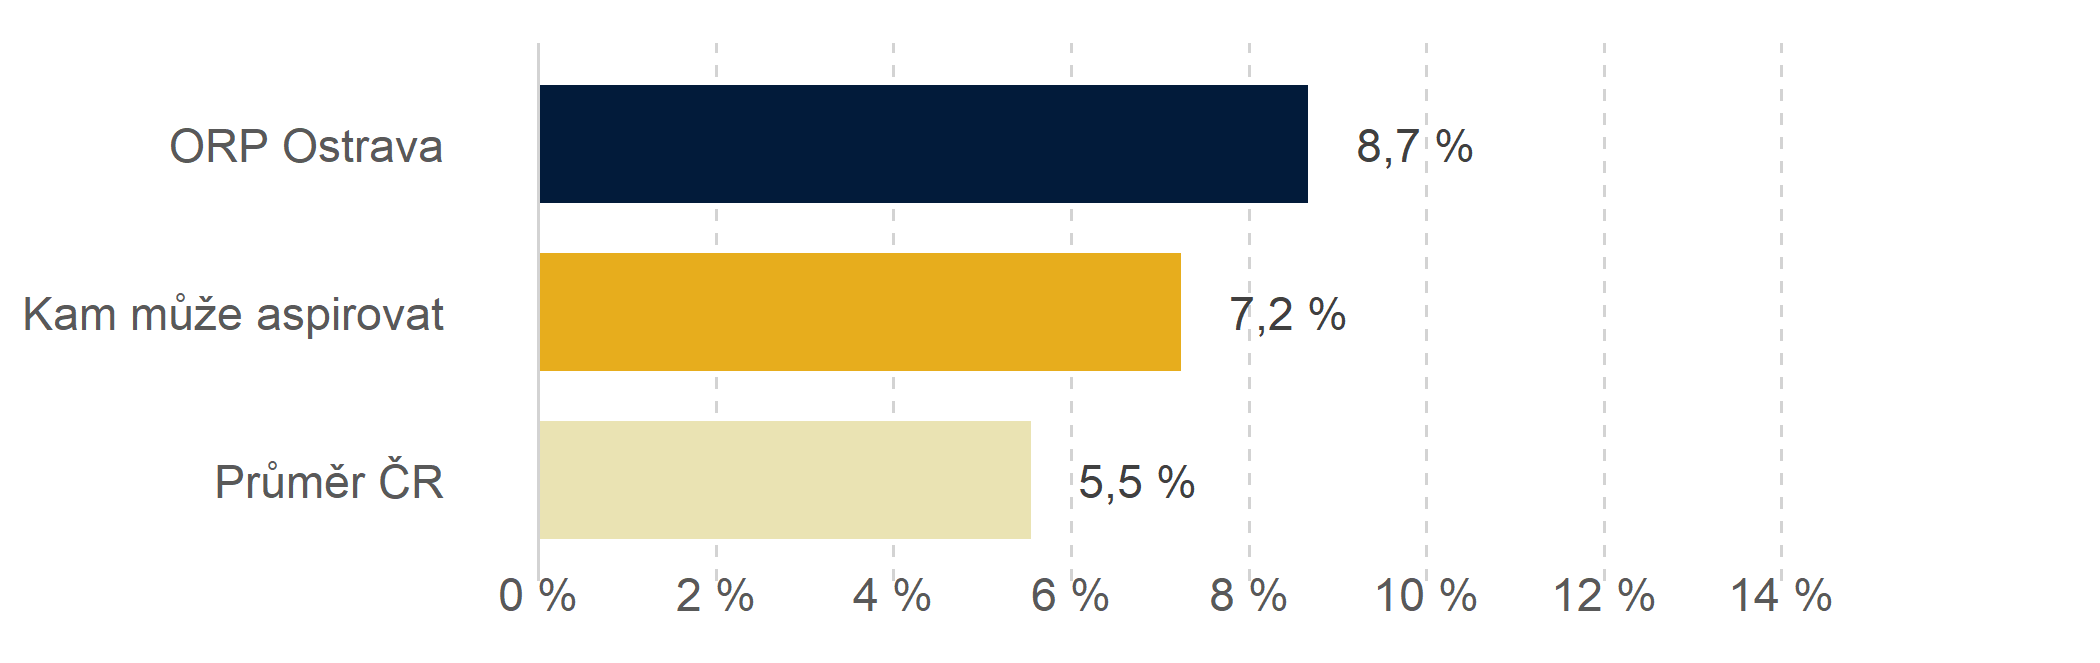 ORP Ostrava 8,7 %
Kam může aspirovat 7,2 %
Průměr ČR 5,5 %
0 % 2 % 4 % 6 % 8 % 10 % 12 % 14 %